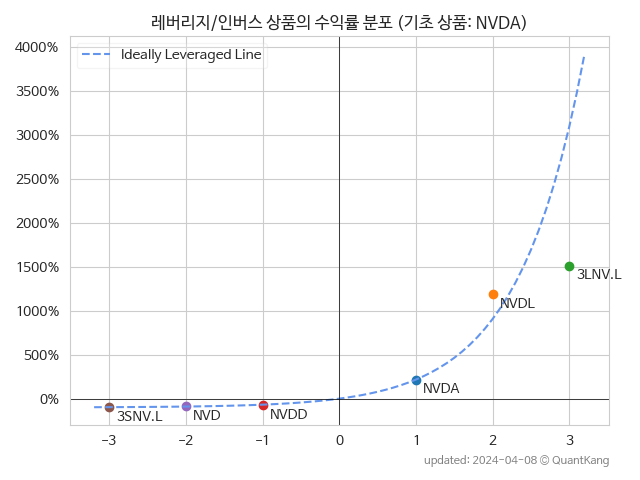 레버리지/인버스 상품의 수익률 분포 (기초 상품: NVDA)
4000%
Ideally Leveraged Line
3500%
3000%
2500%
2000%
1500%
3LNV.L
1000%
NVDL
500%
NVDA
0%
3SNV.L
NVD
NVDD
−3 −2 −1 0 1 2 3
updated: 2024-04-08 © QuantKang